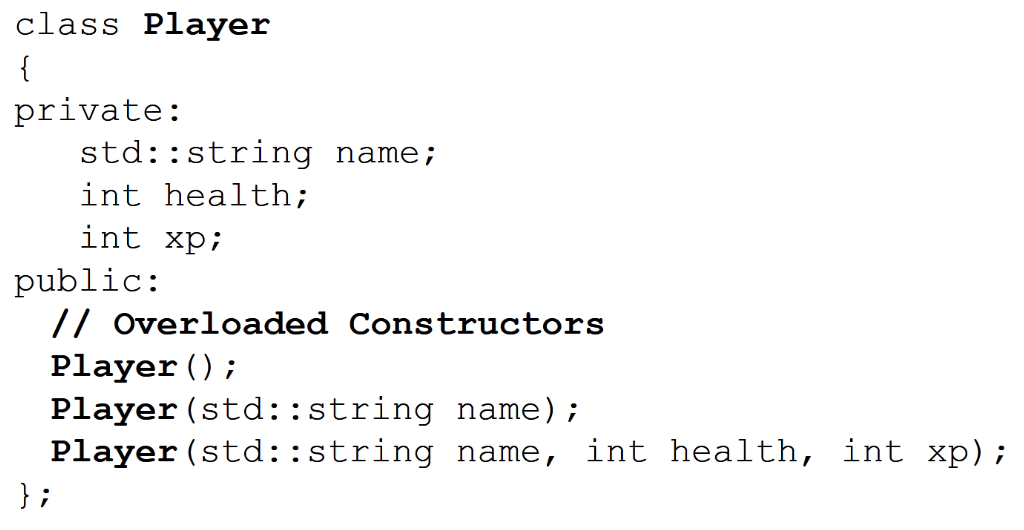 class Player
{
private:
   std::string name;
   int health;
   int xp;
public:
  // Overloaded Constructors
  Player();
  Player(std::string name);
  Player(std::string name, int health, int xp);
};